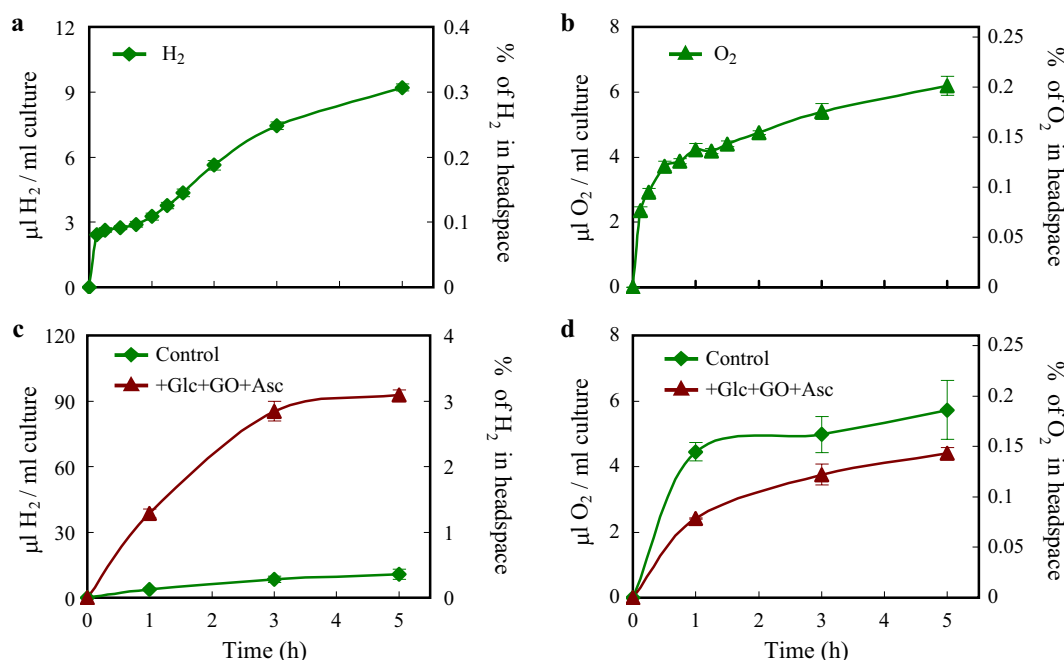 a
H₂
12
9
6
3
0
µl H₂ / ml culture
0.4
0.3
0.2
0.1
0
% of H₂ in headspace
b
O₂
8
6
4
2
0
µl O₂ / ml culture
0.25
0.2
0.15
0.1
0.05
0
% of O₂ in headspace
c
Control
+Glc+GO+Asc
120
90
60
30
0
µl H₂ / ml culture
4
3
2
1
0
% of H₂ in headspace
0 1 2 3 4 5
Time (h)
d
Control
+Glc+GO+Asc
8
6
4
2
0
µl O₂ / ml culture
0.25
0.2
0.15
0.1
0.05
0
% of O₂ in headspace
0 1 2 3 4 5
Time (h)